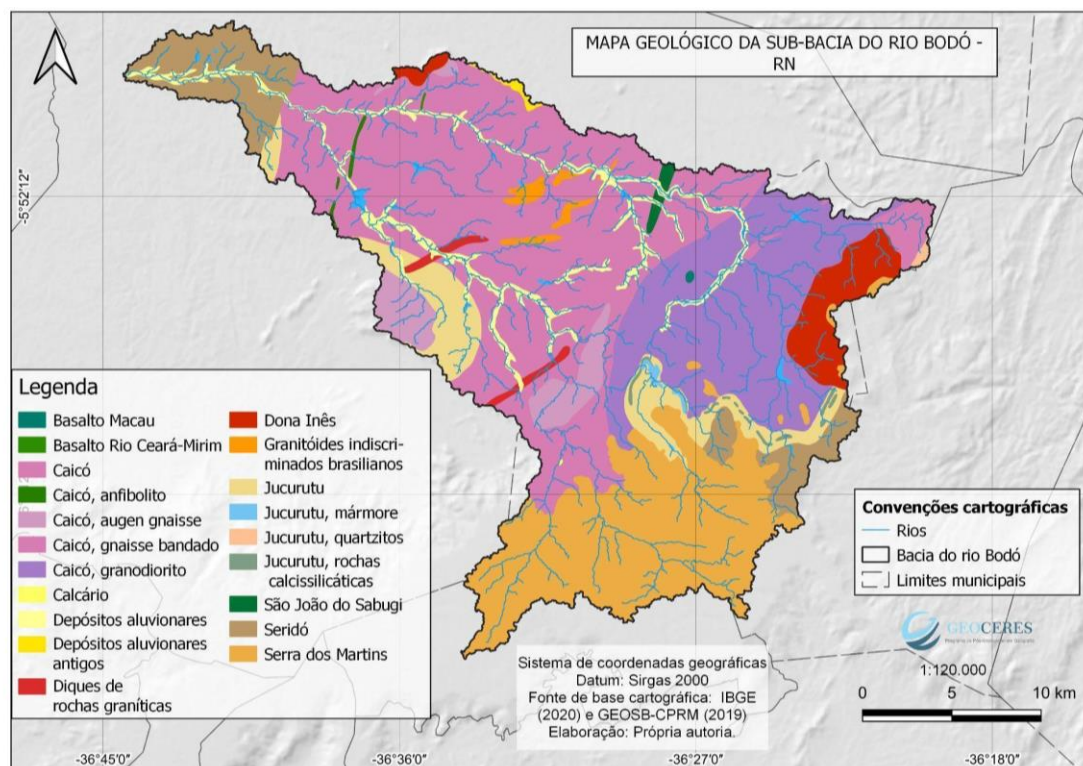 MAPA GEOLÓGICO DA SUB-BACIA DO RIO BODÓ -
RN
-5°52'12"
Legenda
Basalto Macau
Basalto Rio Ceará-Mirim
Caicó
Caicó, anfibolito
Caicó, augen gnaisse
Caicó, gnaisse bandado
Caicó, granodiorito
Calcário
Depósitos aluvionares
Depósitos aluvionares
antigos
Diques de
rochas graníticas
Dona Inês
Granitóides indiscri-
minados brasilianos
Jucurutu
Jucurutu, mármore
Jucurutu, quartzitos
Jucurutu, rochas
calcissilicáticas
São João do Sabugi
Seridó
Serra dos Martins
Convenções cartográficas
Rios
Bacia do rio Bodó
Limites municipais
GEOCERES
1:120.000
0 5 10 km
Sistema de coordenadas geográficas
Datum: Sirgas 2000
Fonte de base cartográfica: IBGE
(2020) e GEOSB-CPRM (2019)
Elaboração: Própria autoria.
-36°45'0" -36°36'0" -36°27'0" -36°18'0"